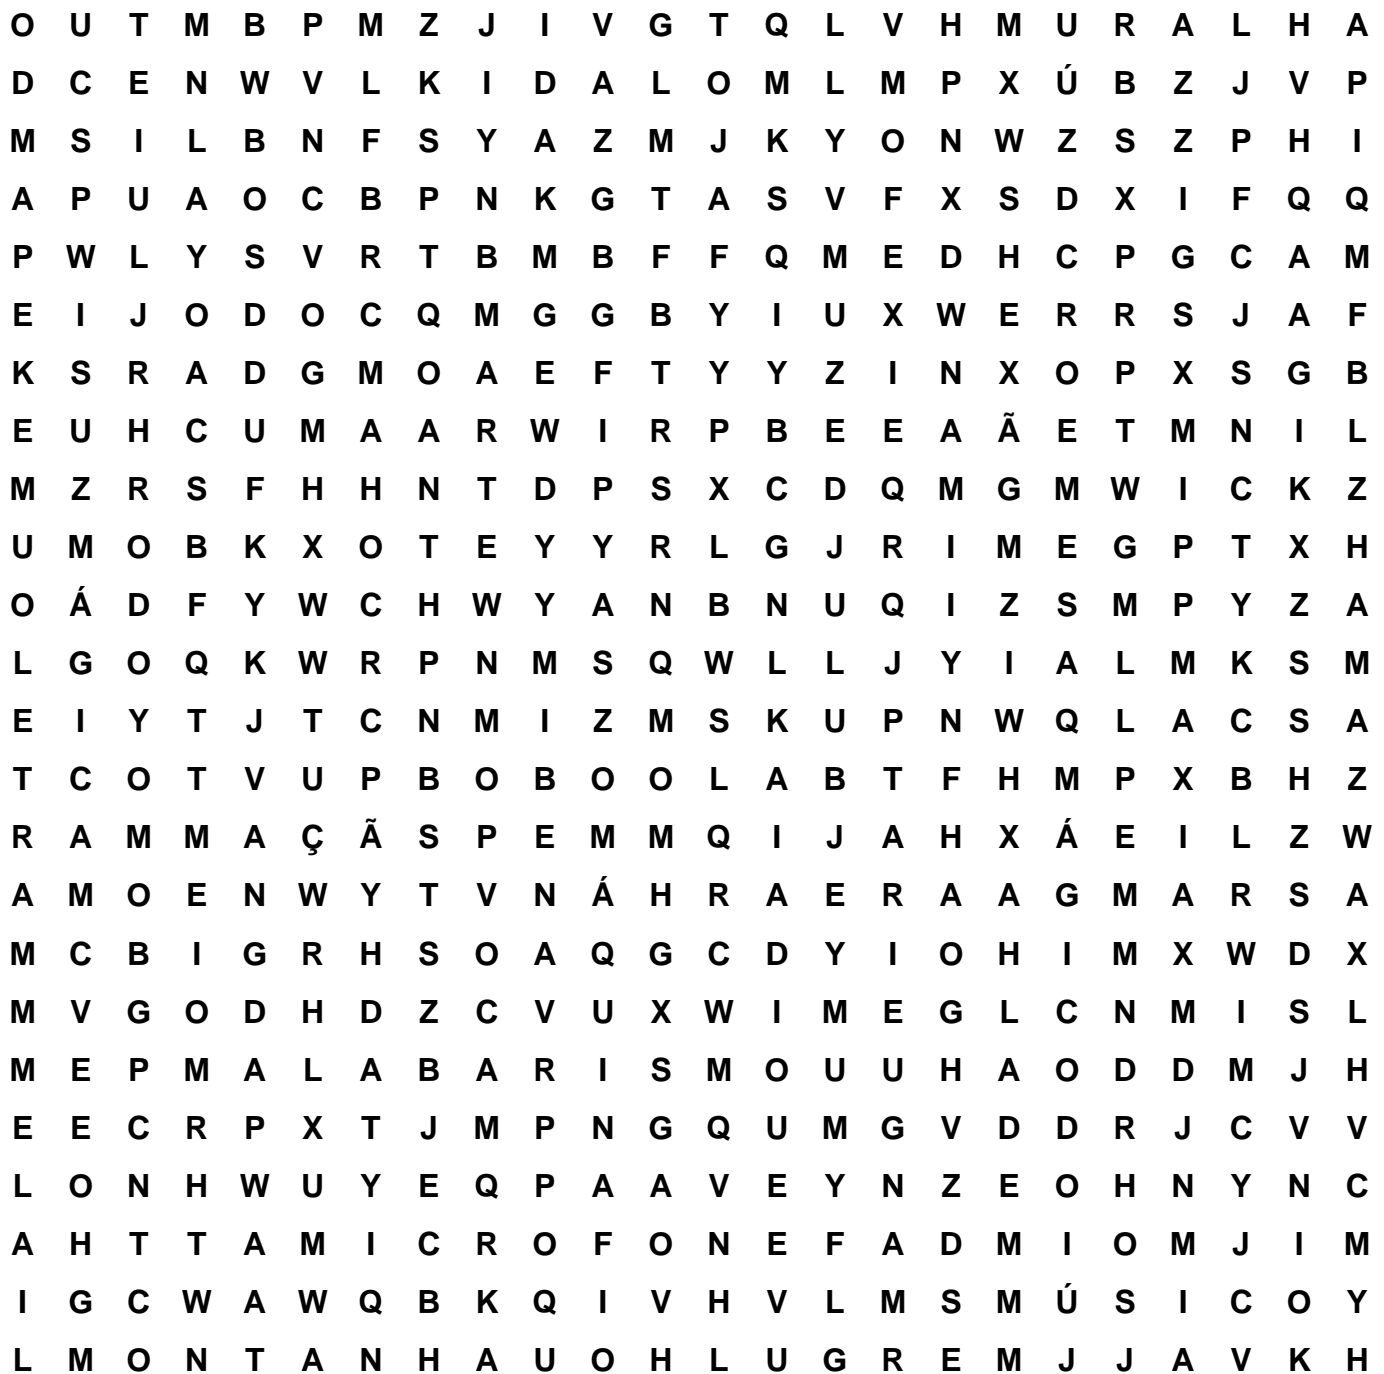 O U T M B P M Z J I V G T Q L V H M U R A L H A
D C E N W V L K I D A L O M L M P X Ú B Z J V P
M S I L B N F S Y A Z M J K Y O N W Z S Z P H I
A P U A O C B P N K G T A S V F X S D X I F Q Q
P W L Y S V R T B M B F F Q M E D H C P G C A M
E I J O D O C Q M G G B Y I U X W E R R S J A F
K S R A D G M O A E F T Y Y Z I N X O P X S G B
E U H C U M A A R W I R P B E E A Ã E T M N I L
M Z R S F H H N T D P S X C D Q M G M W I C K Z
U M O B K X O T E Y Y R L G J R I M E G P T X H
O Á D F Y W C H W Y A N B N U Q I Z S M P Y Z A
L G O Q K W R P N M S Q W L L J Y I A L M K S M
E I Y T J T C N M I Z M S K U P N W Q L A C S A
T C O T V U P B O B O O L A B T F H M P X B H Z
R A M M A Ç Ã S P E M M Q I J A H X Á E I L Z W
A M O E N W Y T V N Á H R A E R A A G M A R S A
M C B I G R H S O A Q G C D Y I O H I M X W D X
M V G O D H D Z C V U X W I M E G L C N M I S L
M E P M A L A B A R I S M O U U H A O D D M J H
E E C R P X T J M P N G Q U M G V D D R J C V V
L O N H W U Y E Q P A A V E Y N Z E O H N Y N C
A H T T A M I C R O F O N E F A D M I O M J I M
I G C W A W Q B K Q I V H V L M S M Ú S I C O Y
L M O N T A N H A U O H L U G R E M J J A V K H